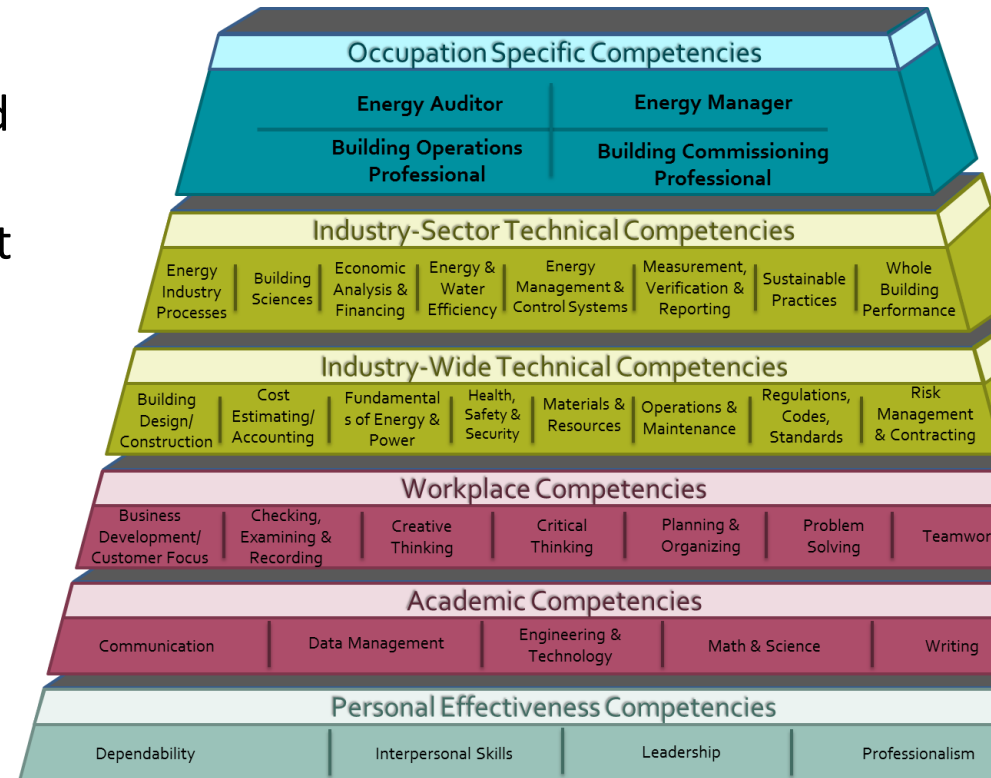 d
t
Occupation Specific Competencies
Energy Auditor
Energy Manager
Building Operations
Professional
Building Commissioning
Professional
Industry-Sector Technical Competencies
Energy
Industry
Processes
Building
Sciences
Economic
Analysis &
Financing
Energy &
Water
Efficiency
Energy
Management &
Control Systems
Measurement,
Verification &
Reporting
Sustainable
Practices
Whole
Building
Performance
Industry-Wide Technical Competencies
Building
Design/
Construction
Cost
Estimating/
Accounting
Fundamental
s of Energy &
Power
Health,
Safety &
Security
Materials &
Resources
Operations &
Maintenance
Regulations,
Codes,
Standards
Risk
Management
& Contracting
Workplace Competencies
Business
Development/
Customer Focus
Checking,
Examining &
Recording
Creative
Thinking
Critical
Thinking
Planning &
Organizing
Problem
Solving
Teamwor
Academic Competencies
Communication
Data Management
Engineering &
Technology
Math & Science
Writing
Personal Effectiveness Competencies
Dependability
Interpersonal Skills
Leadership
Professionalism